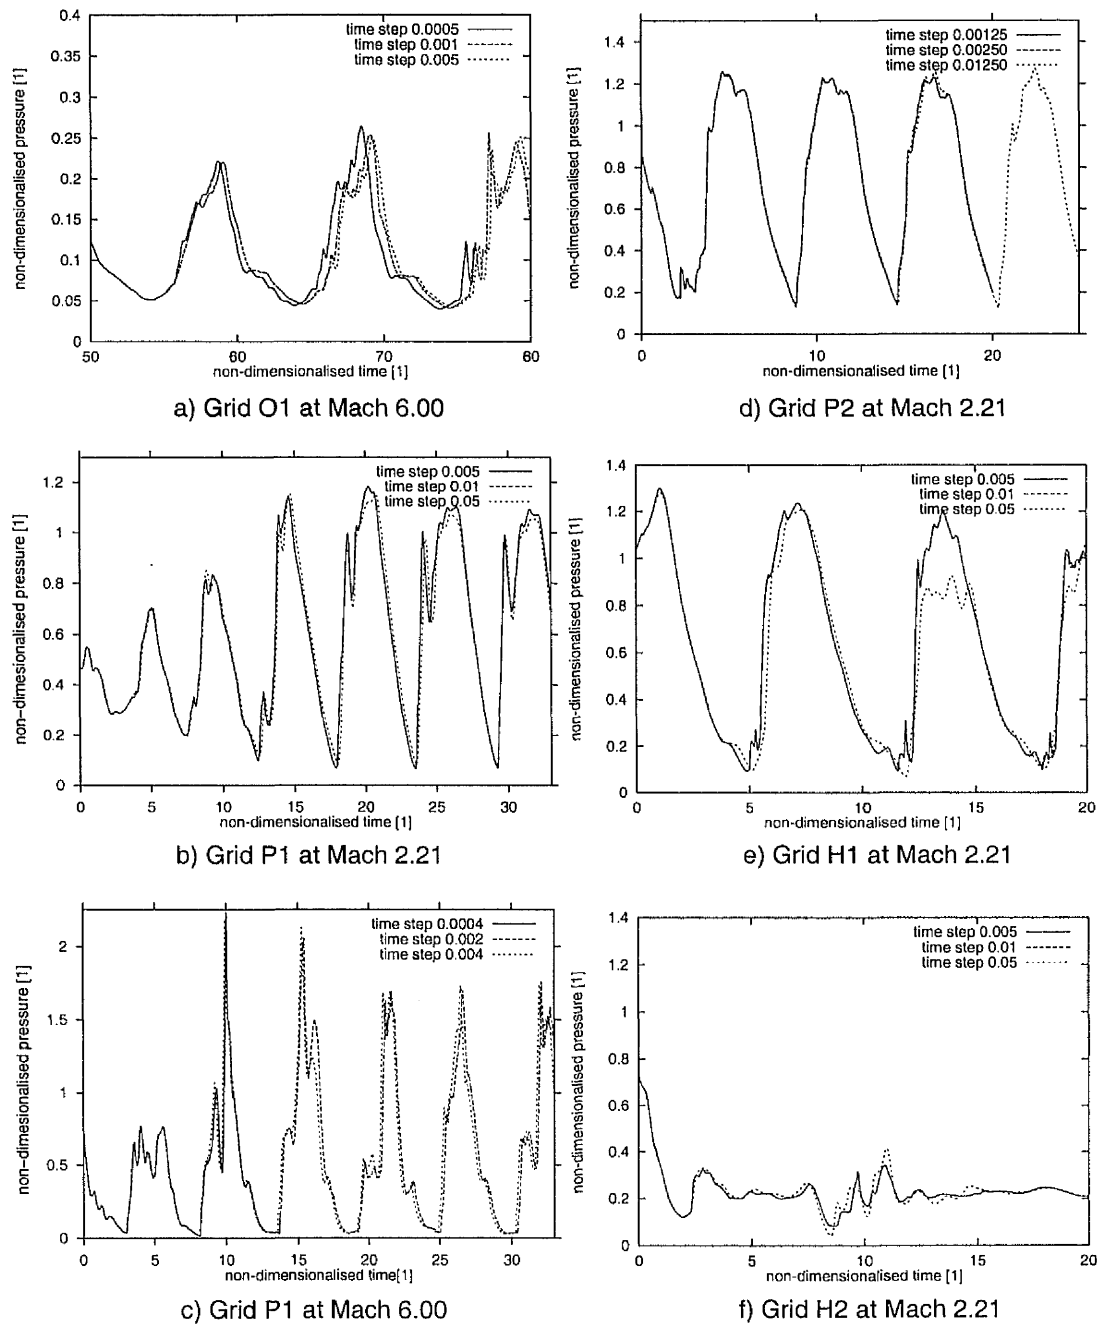 time step 0.0005
time step 0.001
time step 0.005
non-dimensionalised pressure [1]
0.4
0.35
0.3
0.25
0.2
0.15
0.1
0.05
0
50 60 70 80
non-dimensionalised time [1]
a) Grid O1 at Mach 6.00
time step 0.005
time step 0.01
time step 0.05
non-dimesionalised pressure [1]
1.2
1
0.8
0.6
0.4
0.2
0
0 5 10 15 20 25 30
non-dimensionalised time [1]
b) Grid P1 at Mach 2.21
time step 0.0004
time step 0.002
time step 0.004
non-dimesionalised pressure [1]
2
1.5
1
0.5
0
0 5 10 15 20 25 30
non-dimensionalised time[1]
c) Grid P1 at Mach 6.00
time step 0.00125
time step 0.00250
time step 0.01250
non-dimensionalised pressure [1]
1.4
1.2
1
0.8
0.6
0.4
0.2
0
0 10 20
non-dimensionalised time [1]
d) Grid P2 at Mach 2.21
time step 0.005
time step 0.01
time step 0.05
non-dimensionalised pressure [1]
1.4
1.2
1
0.8
0.6
0.4
0.2
0
0 5 10 15 20
non-dimensionalised time [1]
e) Grid H1 at Mach 2.21
time step 0.005
time step 0.01
time step 0.05
non-dimensionalised pressure [1]
1.4
1.2
1
0.8
0.6
0.4
0.2
0
0 5 10 15 20
non-dimensionalised time [1]
f) Grid H2 at Mach 2.21